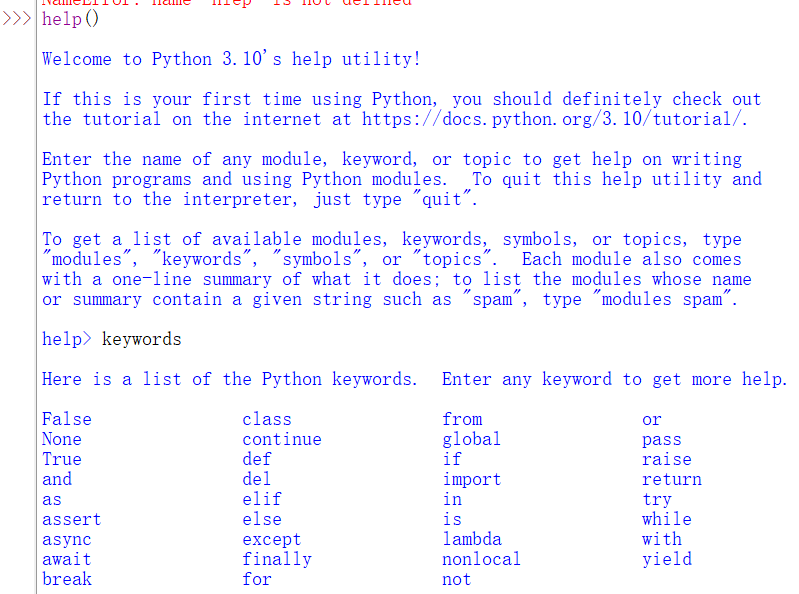 NameError: name 'hlep' is not defined
>>> help()
Welcome to Python 3.10's help utility!
If this is your first time using Python, you should definitely check out
the tutorial on the internet at https://docs.python.org/3.10/tutorial/.
Enter the name of any module, keyword, or topic to get help on writing
Python programs and using Python modules.  To quit this help utility and
return to the interpreter, just type "quit".
To get a list of available modules, keywords, symbols, or topics, type
"modules", "keywords", "symbols", or "topics".  Each module also comes
with a one-line summary of what it does; to list the modules whose name
or summary contain a given string such as "spam", type "modules spam".
help> keywords
Here is a list of the Python keywords.  Enter any keyword to get more help.
False class from or
None continue global pass
True def if raise
and del import return
as elif in try
assert else is while
async except lambda with
await finally nonlocal yield
break for not